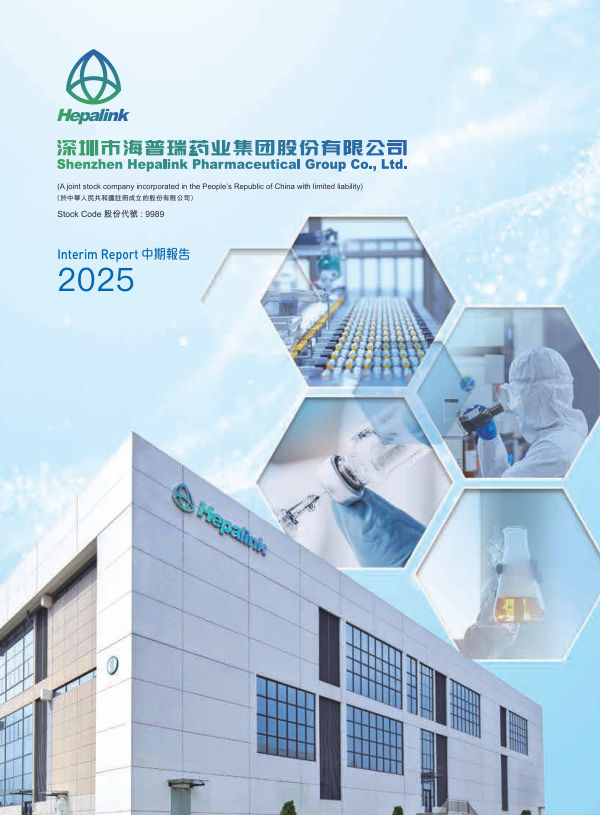 Hepalink
深圳市海普瑞药业集团股份有限公司
Shenzhen Hepalink Pharmaceutical Group Co., Ltd.
(A joint stock company incorporated in the People's Republic of China with limited liability)
(於中華人民共和國註冊成立的股份有限公司)
Stock Code 股份代號 : 9989
Interim Report 中期報告
2025
Hepalink